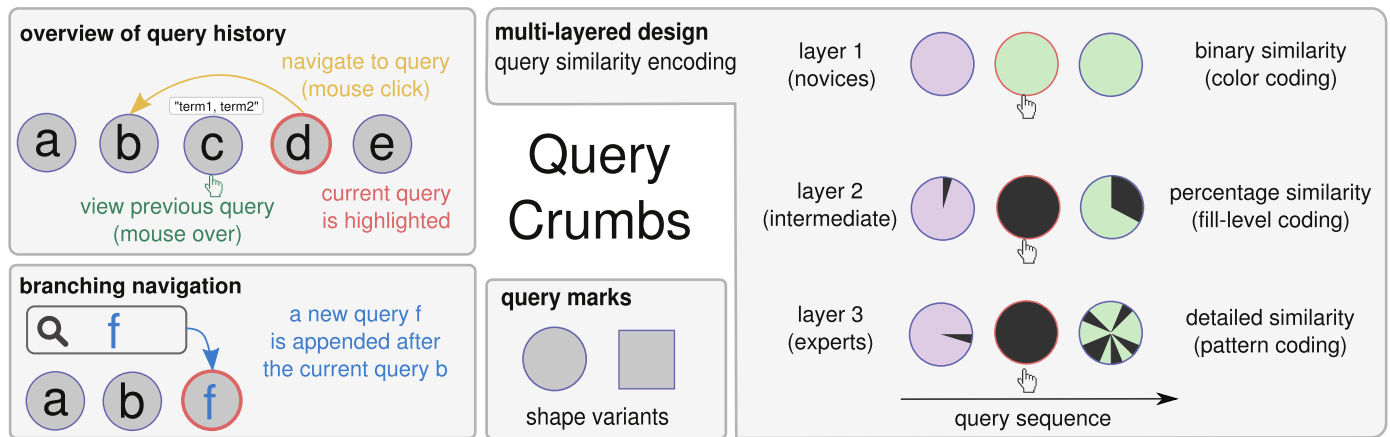 overview of query history
navigate to query
(mouse click)
"term1, term2"
a b c d e
view previous query
(mouse over)
current query
is highlighted
branching navigation
f
a new query f
is appended after
the current query b
a b f
Query
Crumbs
query marks
shape variants
multi-layered design
query similarity encoding
layer 1
(novices)
binary similarity
(color coding)
layer 2
(intermediate)
percentage similarity
(fill-level coding)
layer 3
(experts)
detailed similarity
(pattern coding)
query sequence